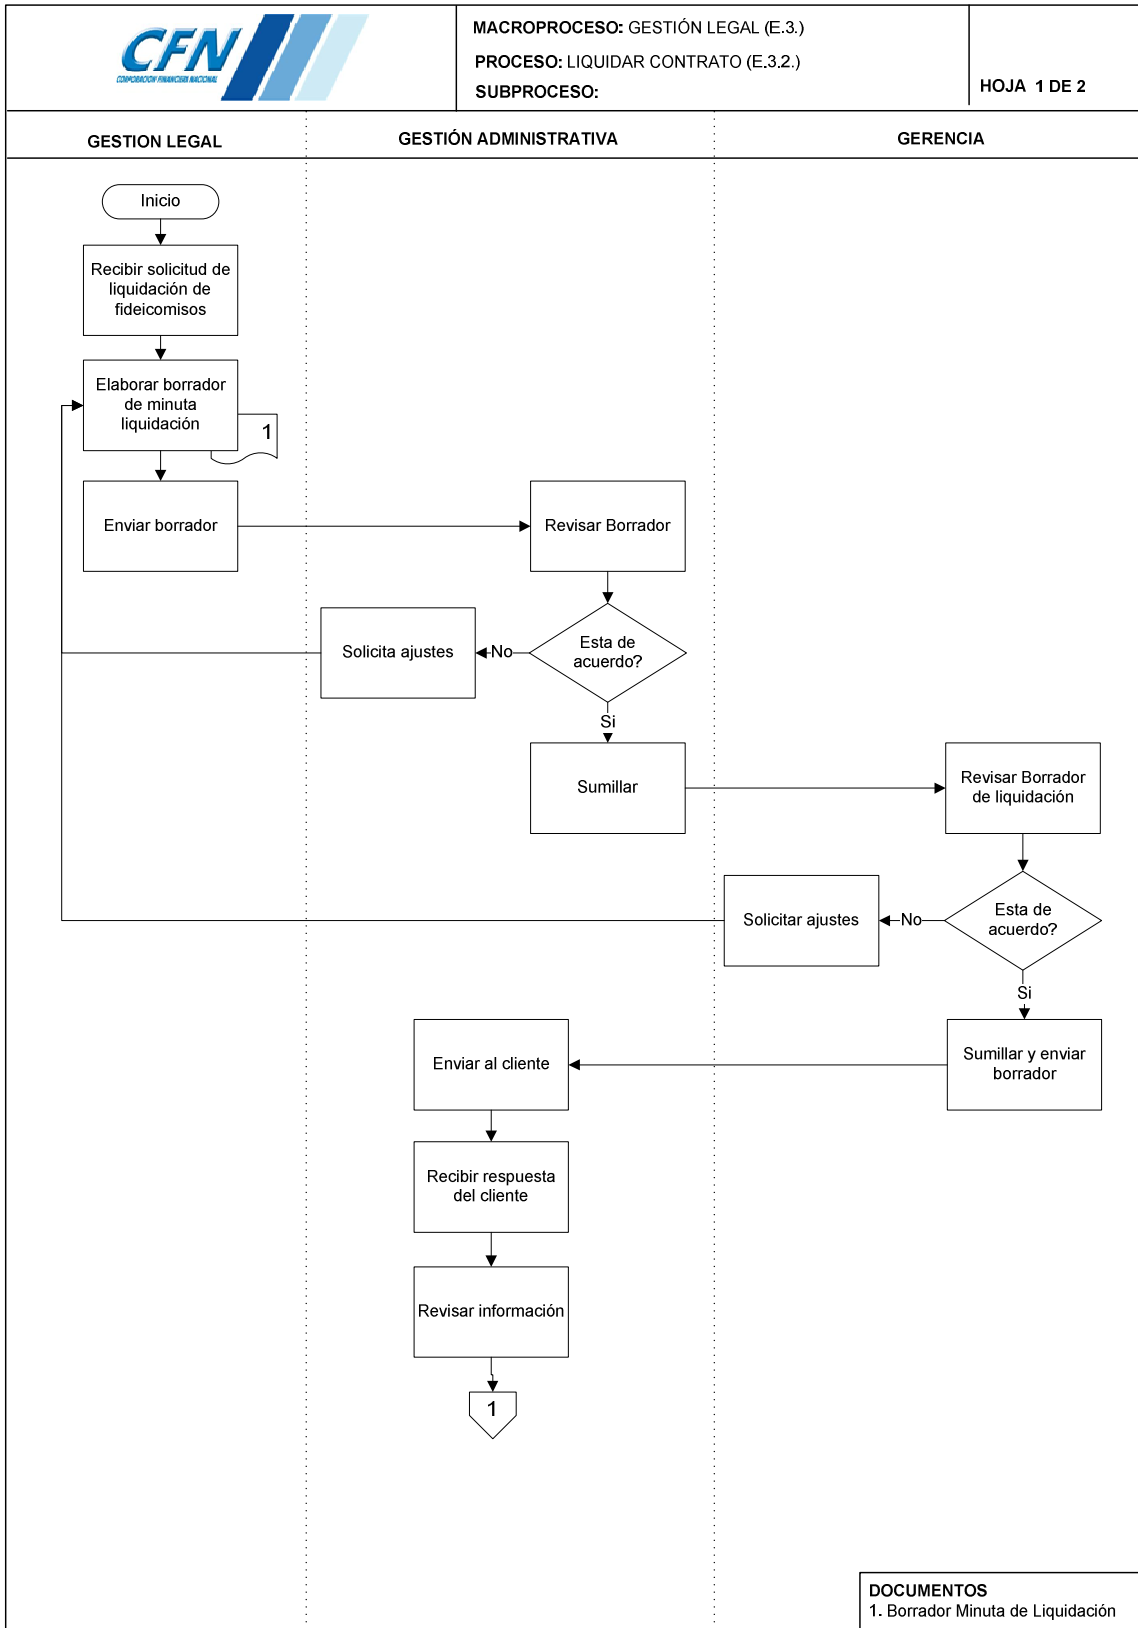 CFN
CORPORACIÓN FINANCIERA NACIONAL
MACROPROCESO: GESTIÓN LEGAL (E.3.)
PROCESO: LIQUIDAR CONTRATO (E.3.2.)
SUBPROCESO:
HOJA 1 DE 2
GESTION LEGAL
GESTIÓN ADMINISTRATIVA
GERENCIA
Inicio
Recibir solicitud de
liquidación de
fideicomisos
Elaborar borrador
de minuta
liquidación
1
Enviar borrador
Revisar Borrador
Esta de
acuerdo?
No
Solicita ajustes
Si
Sumillar
Revisar Borrador
de liquidación
Esta de
acuerdo?
No
Solicitar ajustes
Si
Sumillar y enviar
borrador
Enviar al cliente
Recibir respuesta
del cliente
Revisar información
1
DOCUMENTOS
1. Borrador Minuta de Liquidación